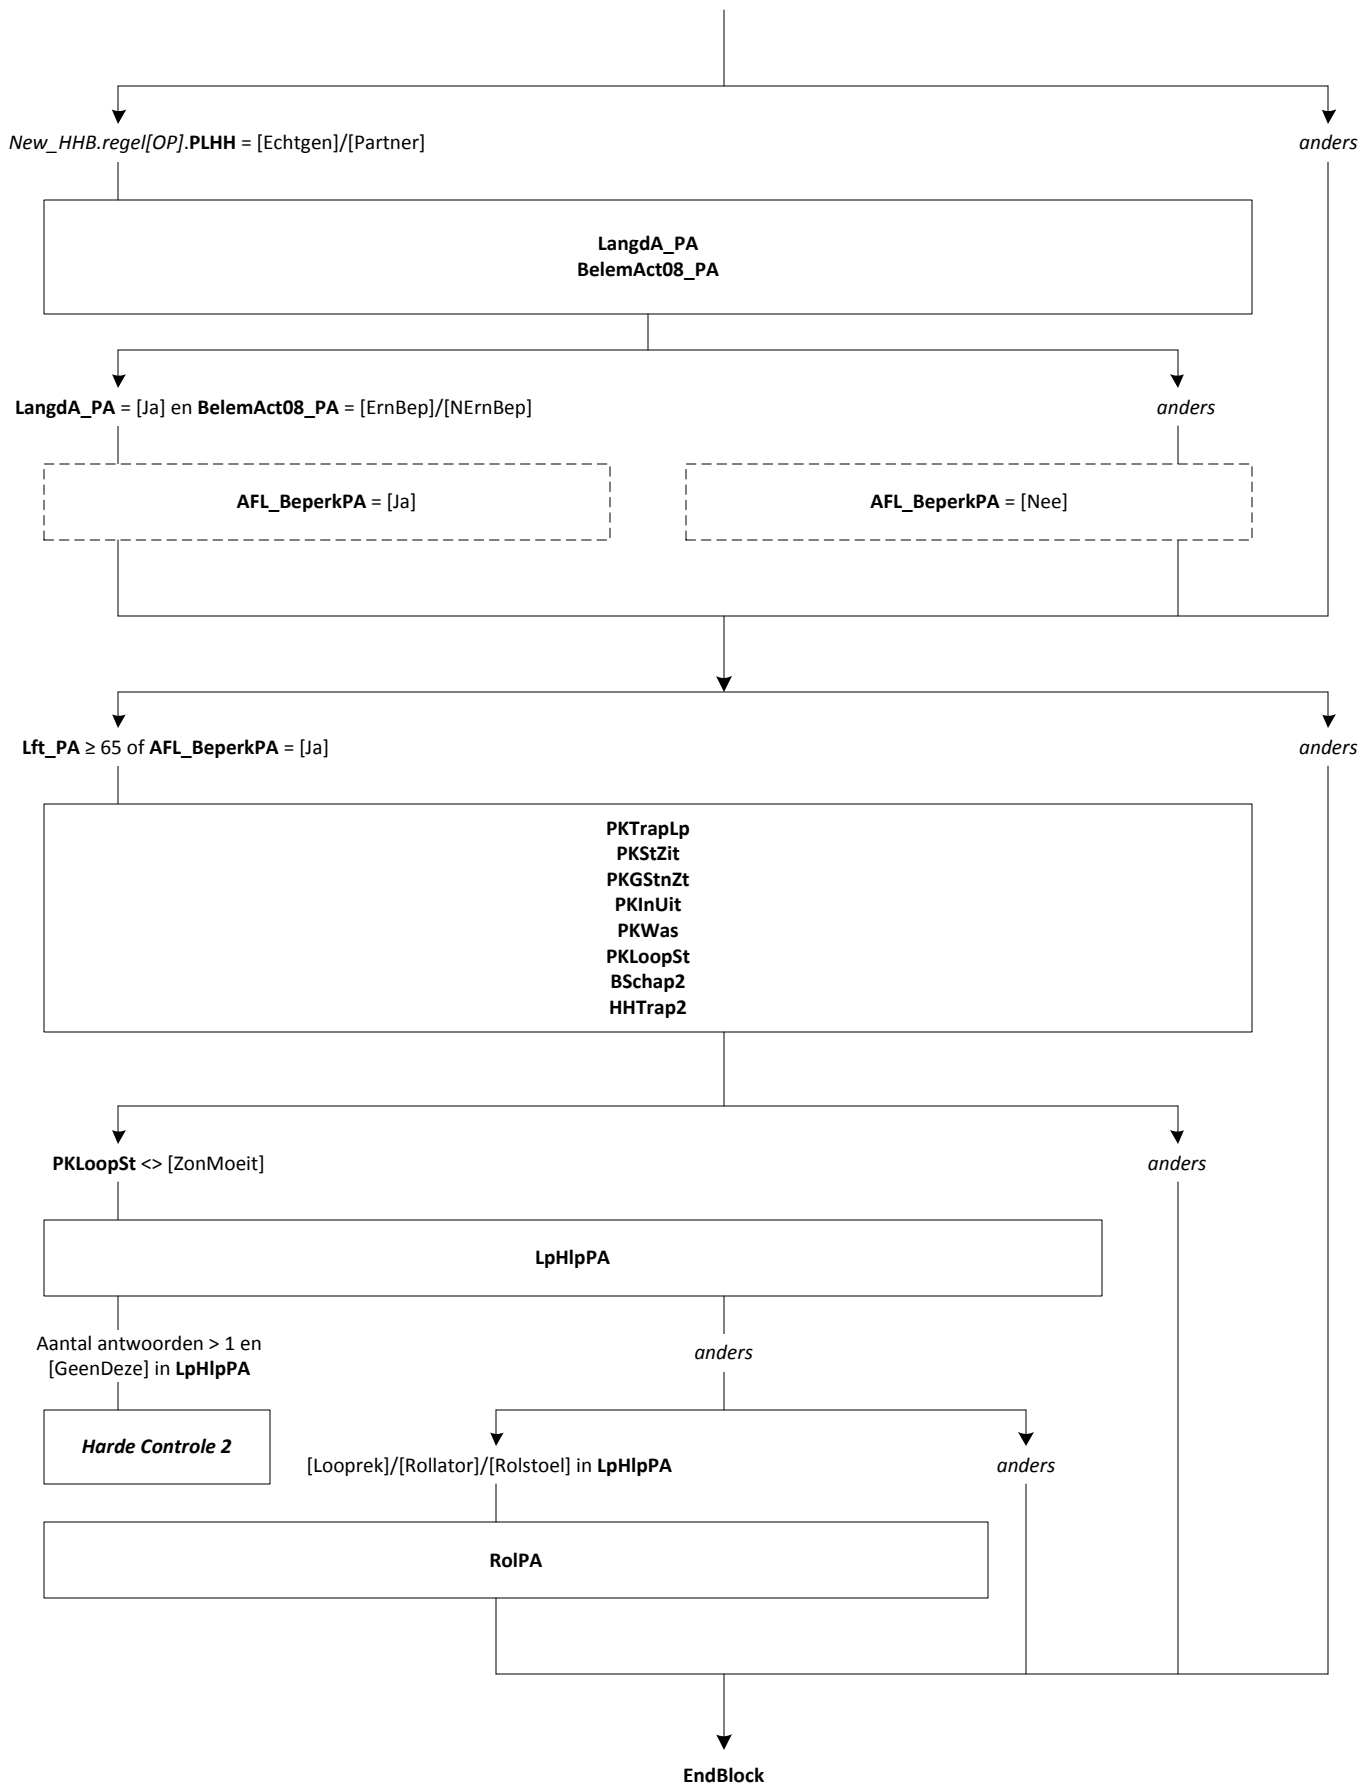 New_HHB.regel[OP].PLHH = [Echtgen]/[Partner]
anders
LangdA_PA
BelemAct08_PA
LangdA_PA = [Ja] en BelemAct08_PA = [ErnBep]/[NErnBep]
anders
AFL_BeperkPA = [Ja]
AFL_BeperkPA = [Nee]
Lft_PA ≥ 65 of AFL_BeperkPA = [Ja]
anders
PKTrapLp
PKStZit
PKGStnZt
PKInUit
PKWas
PKLoopSt
BSchap2
HHTrap2
PKLoopSt <> [ZonMoeit]
anders
LpHlpPA
Aantal antwoorden > 1 en
[GeenDeze] in LpHlpPA
anders
Harde Controle 2
[Looprek]/[Rollator]/[Rolstoel] in LpHlpPA
anders
RolPA
EndBlock